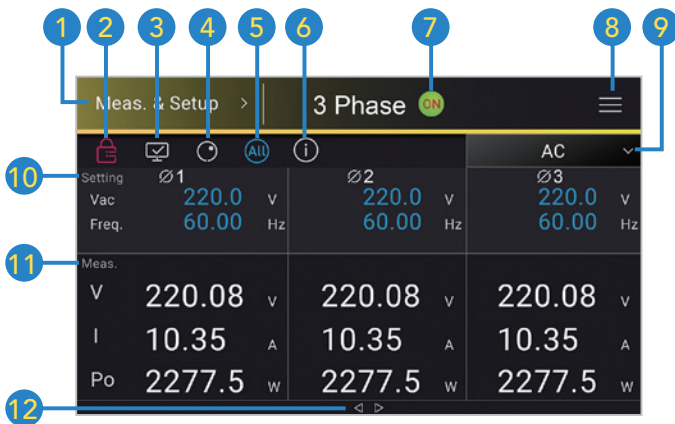 1 2 3 4 5 6 7 8 9
Meas. & Setup > 3 Phase ON
All i AC
10 Setting Ø1 Ø2 Ø3
Vac 220.0 V 220.0 V 220.0 V
Freq. 60.00 Hz 60.00 Hz 60.00 Hz
11 Meas.
V 220.08 V 220.08 V 220.08 V
I 10.35 A 10.35 A 10.35 A
Po 2277.5 W 2277.5 W 2277.5 W
12